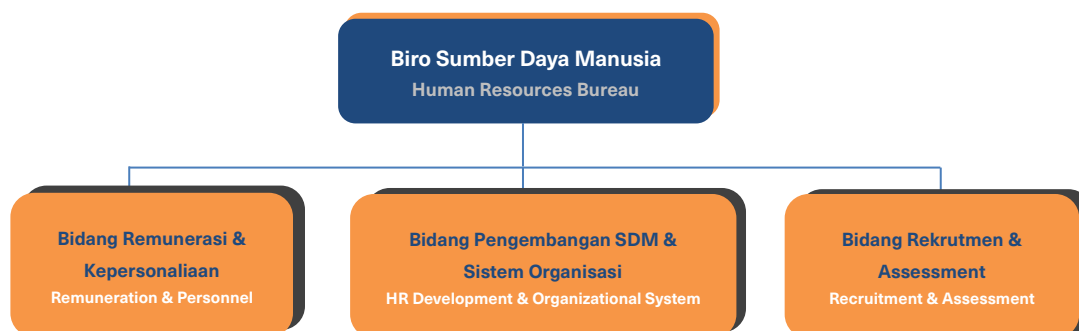 Biro Sumber Daya Manusia
Human Resources Bureau
Bidang Remunerasi &
Kepersonaliaan
Remuneration & Personnel
Bidang Pengembangan SDM &
Sistem Organisasi
HR Development & Organizational System
Bidang Rekrutmen &
Assessment
Recruitment & Assessment